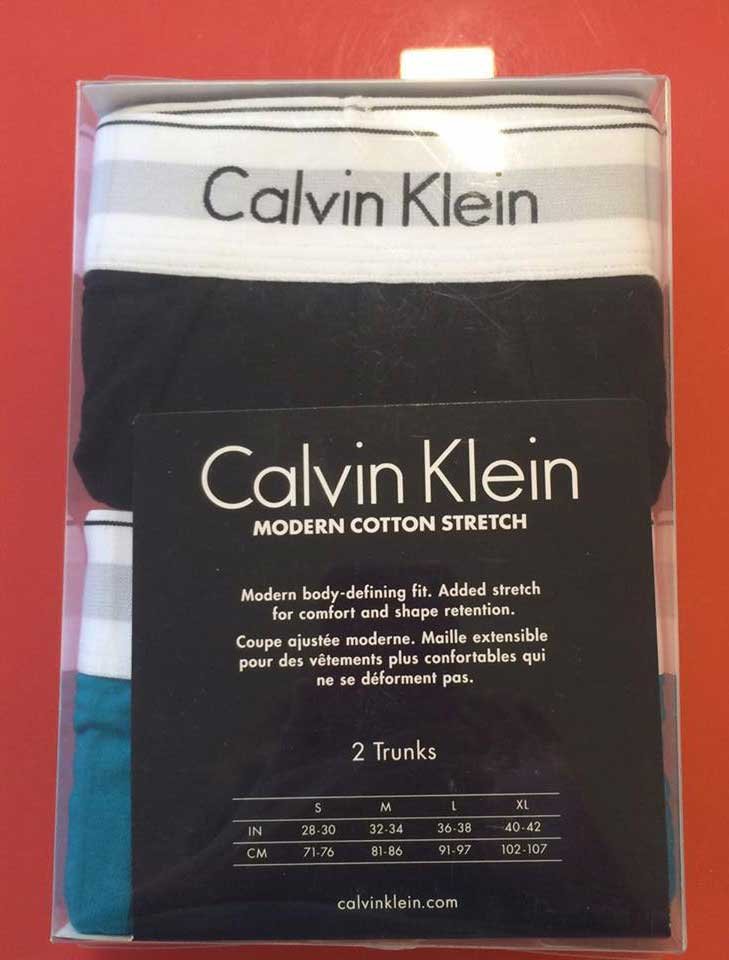 Calvin Klein
Calvin Klein
MODERN COTTON STRETCH
Modern body-defining fit. Added stretch
for comfort and shape retention.
Coupe ajustée moderne. Maille extensible
pour des vêtements plus confortables qui
ne se déforment pas.
2 Trunks
S M L XL
IN 28-30 32-34 36-38 40-42
CM 71-76 81-86 91-97 102-107
calvinklein.com